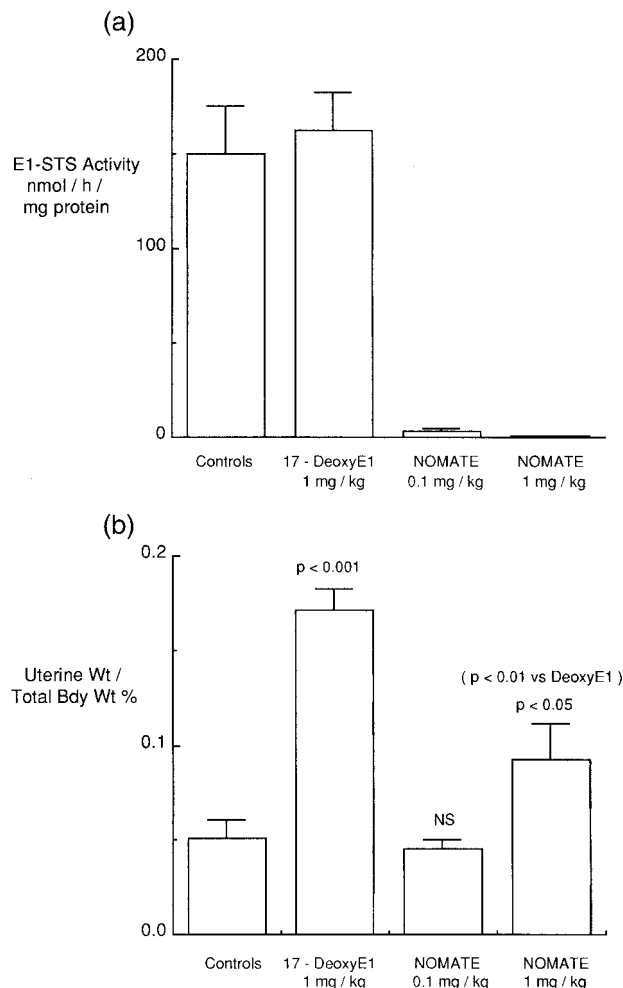 (a)
200
E1-STS Activity
nmol / h /
mg protein
100
0
Controls
17 - DeoxyE1
1 mg / kg
NOMATE
0.1 mg / kg
NOMATE
1 mg / kg
(b)
0.2
p < 0.001
Uterine Wt /
Total Bdy Wt %
( p < 0.01 vs DeoxyE1 )
p < 0.05
0.1
NS
0.0
Controls
17 - DeoxyE1
1 mg / kg
NOMATE
0.1 mg / kg
NOMATE
1 mg / kg